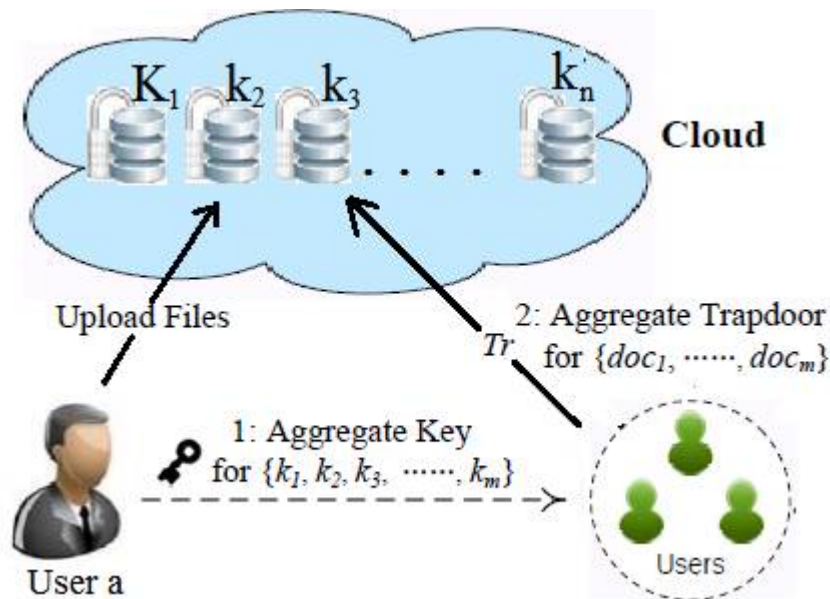 K₁ k₂ k₃ kₙ
. . . .
Cloud
Upload Files
Tr
2: Aggregate Trapdoor
for {doc₁, ······, docₘ}
1: Aggregate Key
for {k₁, k₂, k₃, ······, kₘ}
Users
User a